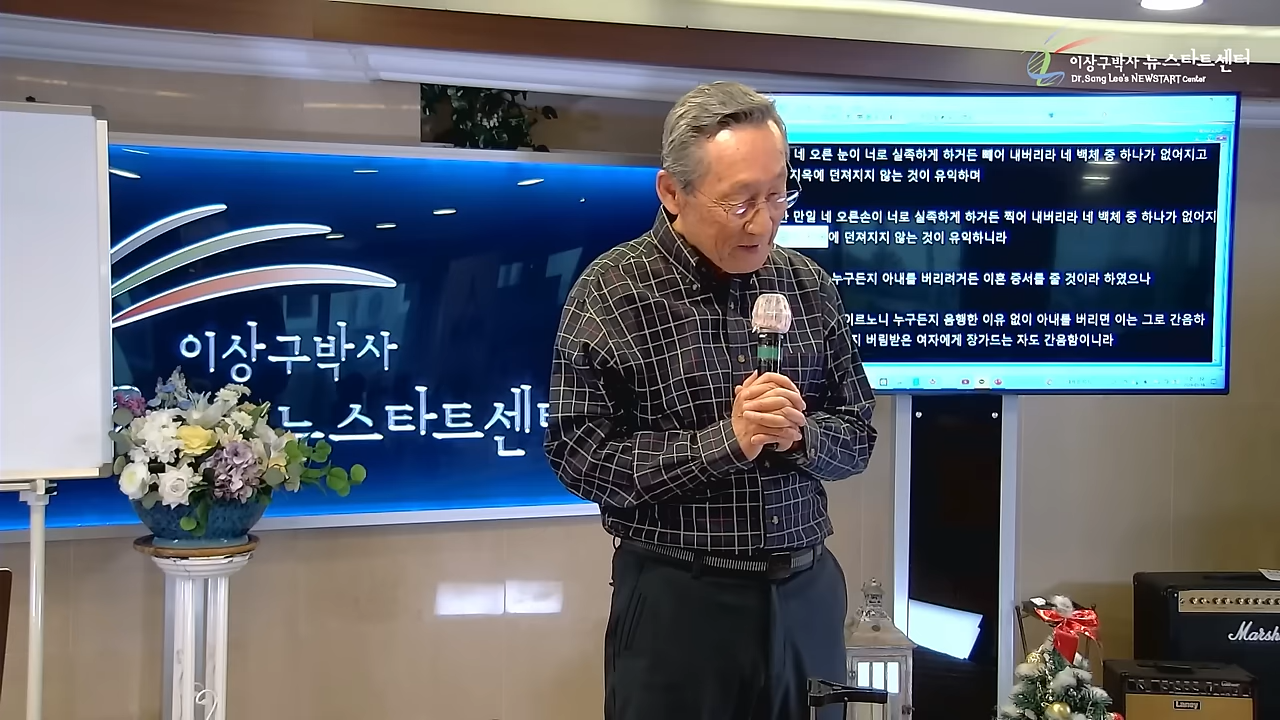 이상구박사 뉴스타트센터
Dr. Sang Lee's NEWSTART Center
네 오른 눈이 너로 실족하게 하거든 빼어 내버리라 네 백체 중 하나가 없어지고
지옥에 던져지지 않는 것이 유익하며
만일 네 오른손이 너로 실족하게 하거든 찍어 내버리라 네 백체 중 하나가 없어지
에 던져지지 않는 것이 유익하니라
누구든지 아내를 버리려거든 이혼 증서를 줄 것이라 하였으나
이르노니 누구든지 음행한 이유 없이 아내를 버리면 이는 그로 간음하
버림받은 여자에게 장가드는 자도 간음함이니라
이상구박사
뉴스타트센터
Marsh
Laney